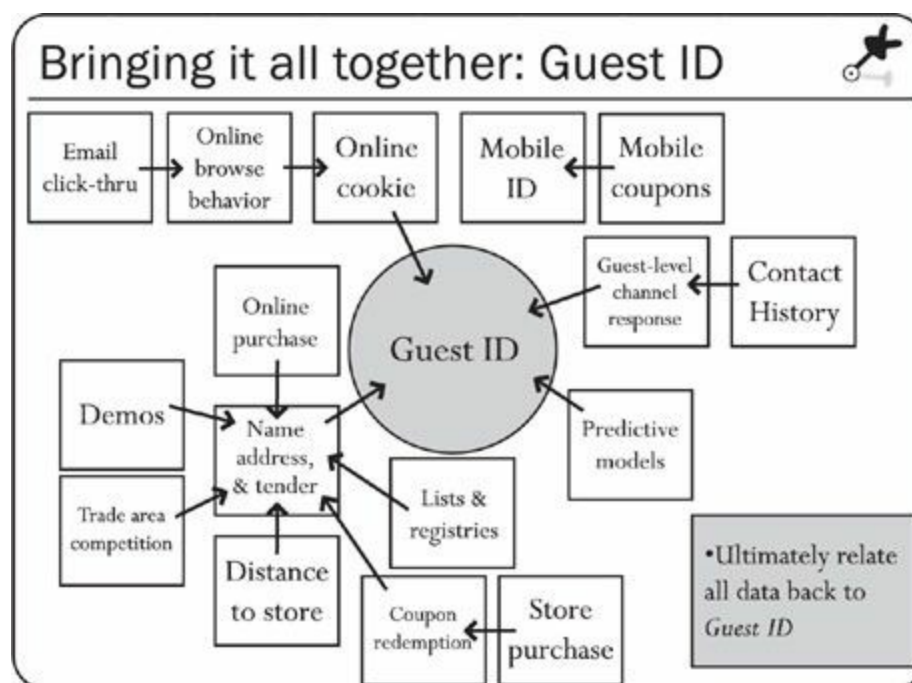 Bringing it all together: Guest ID
Email
click-thru
Online
browse
behavior
Online
cookie
Mobile
ID
Mobile
coupons
Guest-level
channel
response
Contact
History
Online
purchase
Guest ID
Demos
Name
address,
& tender
Predictive
models
Trade area
competition
Lists &
registries
Distance
to store
Coupon
redemption
Store
purchase
•Ultimately relate
all data back to
Guest ID